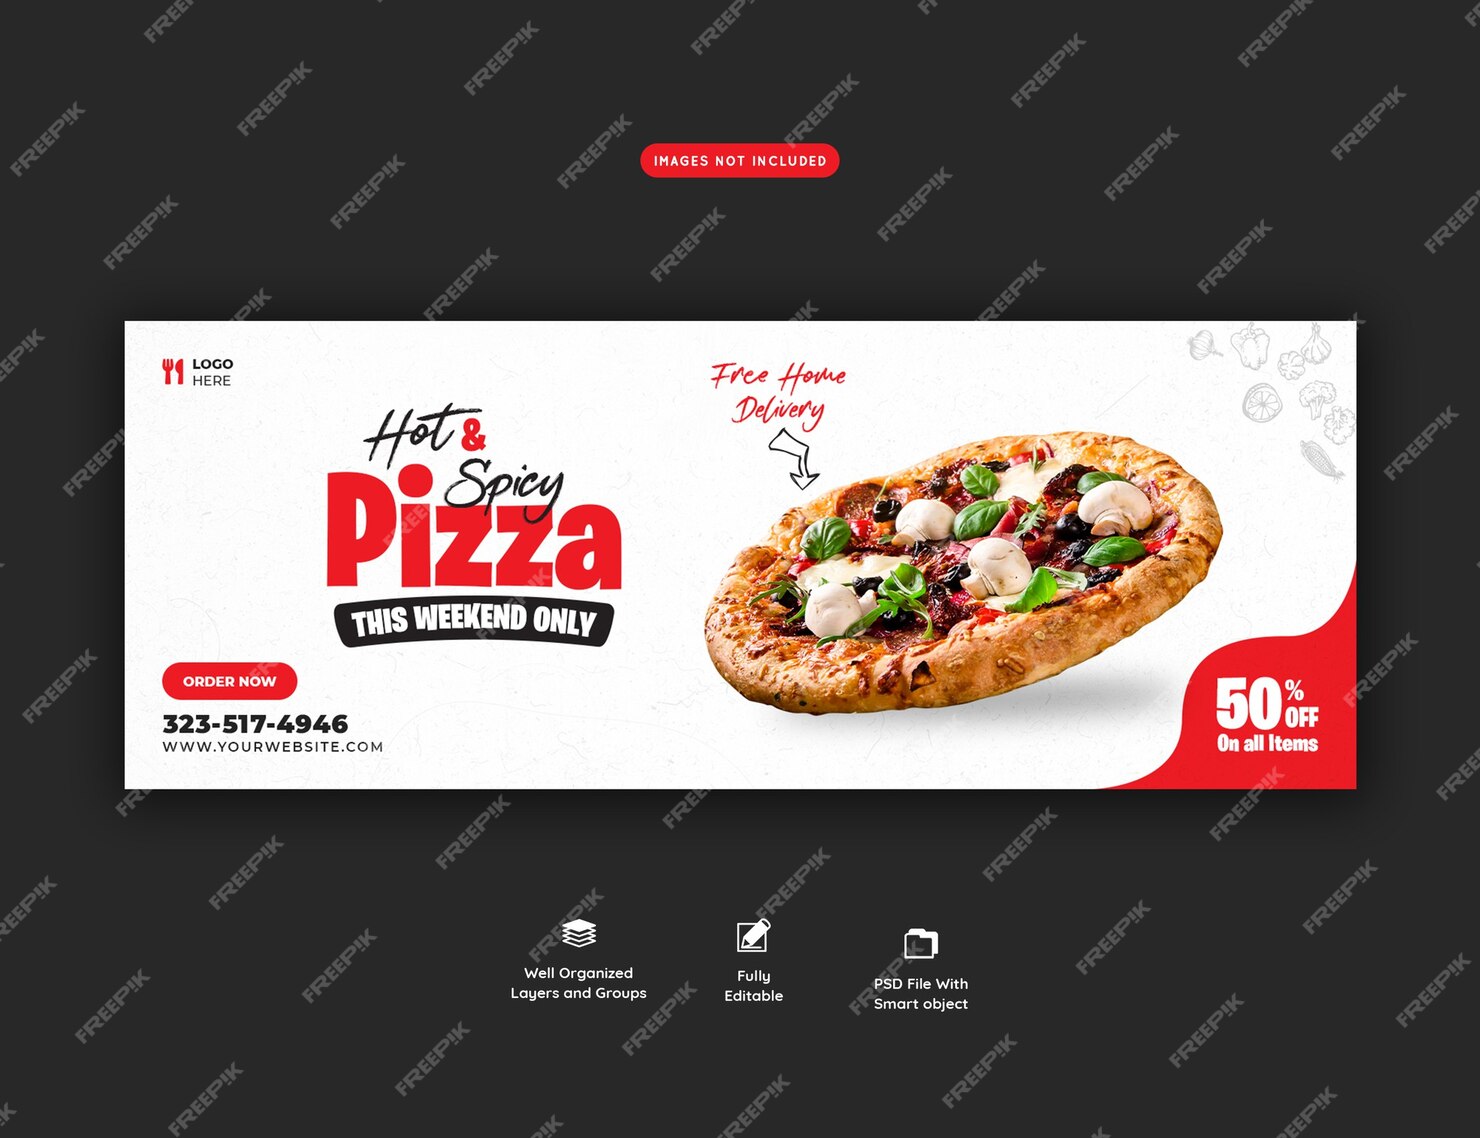 IMAGES NOT INCLUDED
LOGO
HERE
Hot &
Spicy
Pizza
THIS WEEKEND ONLY
Free Home
Delivery
ORDER NOW
323-517-4946
WWW.YOURWEBSITE.COM
50%
OFF
On all Items
Well Organized
Layers and Groups
Fully
Editable
PSD File With
Smart object
FREEPIK